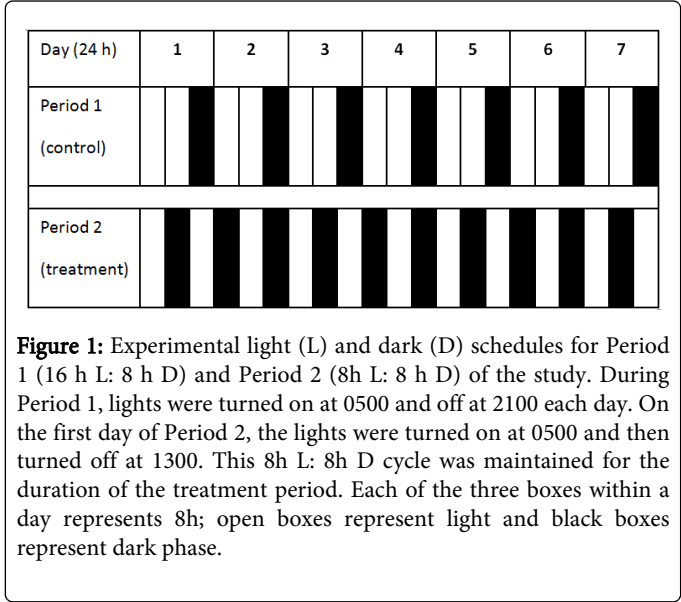 Day (24 h) 1 2 3 4 5 6 7
Period 1
(control)
Period 2
(treatment)
Figure 1: Experimental light (L) and dark (D) schedules for Period
1 (16 h L: 8 h D) and Period 2 (8h L: 8 h D) of the study. During
Period 1, lights were turned on at 0500 and off at 2100 each day. On
the first day of Period 2, the lights were turned on at 0500 and then
turned off at 1300. This 8h L: 8h D cycle was maintained for the
duration of the treatment period. Each of the three boxes within a
day represents 8h; open boxes represent light and black boxes
represent dark phase.